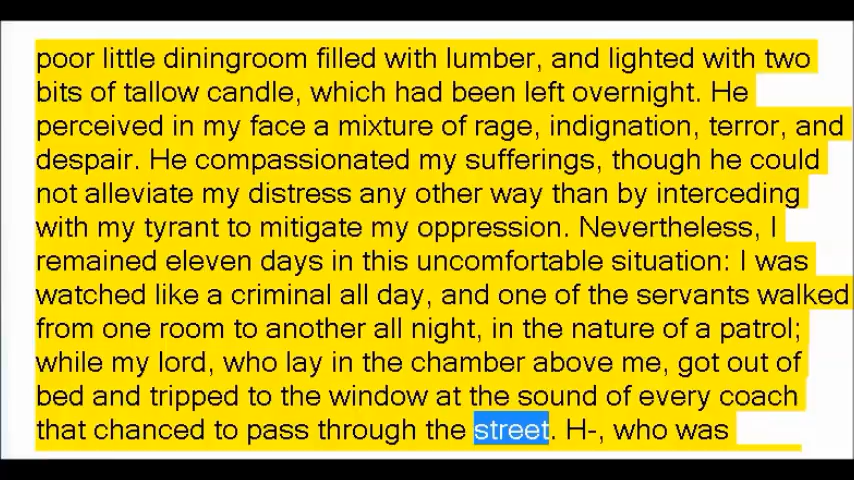 poor little diningroom filled with lumber, and lighted with two
bits of tallow candle, which had been left overnight. He
perceived in my face a mixture of rage, indignation, terror, and
despair. He compassionated my sufferings, though he could
not alleviate my distress any other way than by interceding
with my tyrant to mitigate my oppression. Nevertheless, I
remained eleven days in this uncomfortable situation: I was
watched like a criminal all day, and one of the servants walked
from one room to another all night, in the nature of a patrol;
while my lord, who lay in the chamber above me, got out of
bed and tripped to the window at the sound of every coach
that chanced to pass through the street. H-, who was